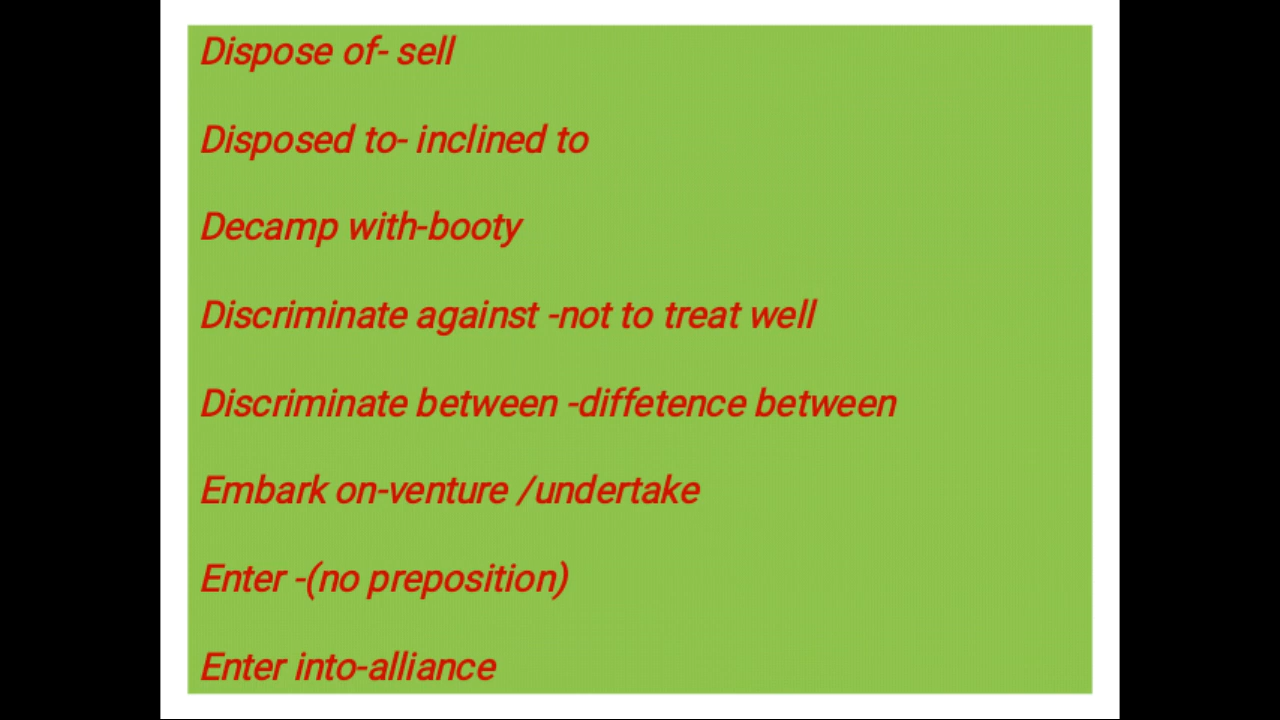 Dispose of- sell
Disposed to- inclined to
Decamp with-booty
Discriminate against -not to treat well
Discriminate between -diffetence between
Embark on-venture /undertake
Enter -(no preposition)
Enter into-alliance